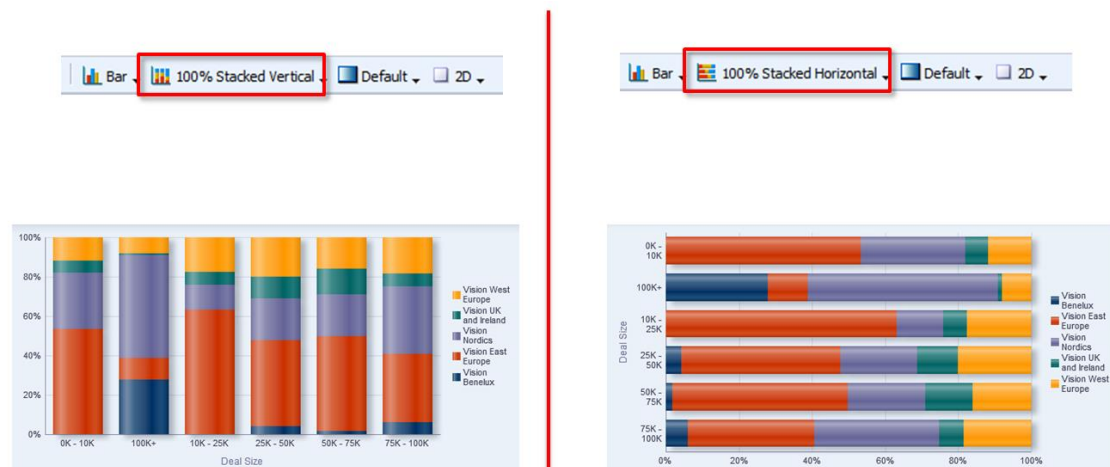 Bar 100% Stacked Vertical Default 2D
Bar 100% Stacked Horizontal Default 2D
100%
80%
60%
40%
20%
0%
0K - 10K 100K+ 10K - 25K 25K - 50K 50K - 75K 75K - 100K
Deal Size
Vision West
Europe
Vision UK
and Ireland
Vision
Nordics
Vision East
Europe
Vision
Benelux
Deal Size
0K -
10K
100K+
10K -
25K
25K -
50K
50K -
75K
75K -
100K
0% 20% 40% 60% 80% 100%
Vision
Benelux
Vision East
Europe
Vision
Nordics
Vision UK
and Ireland
Vision West
Europe